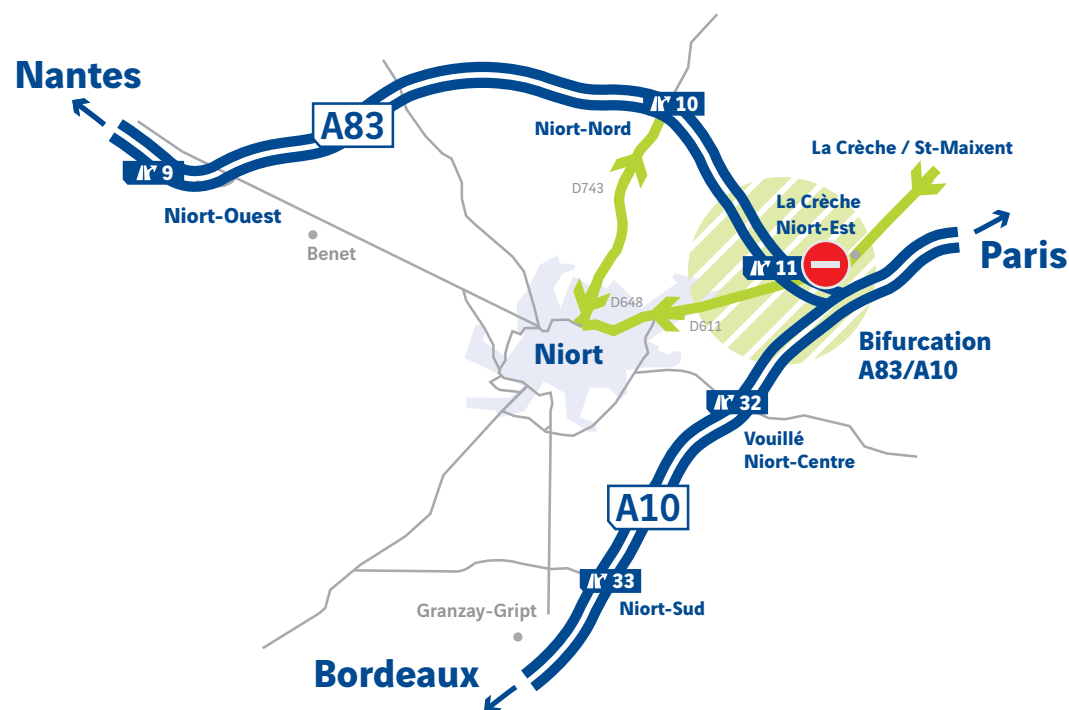 Nantes
A83
10
Niort-Nord
La Crèche / St-Maixent
9
D743
La Crèche
Niort-Est
Niort-Ouest
Benet
Paris
11
D648
D611
Niort
Bifurcation
A83/A10
32
Vouillé
Niort-Centre
A10
33
Granzay-Gript
Niort-Sud
Bordeaux